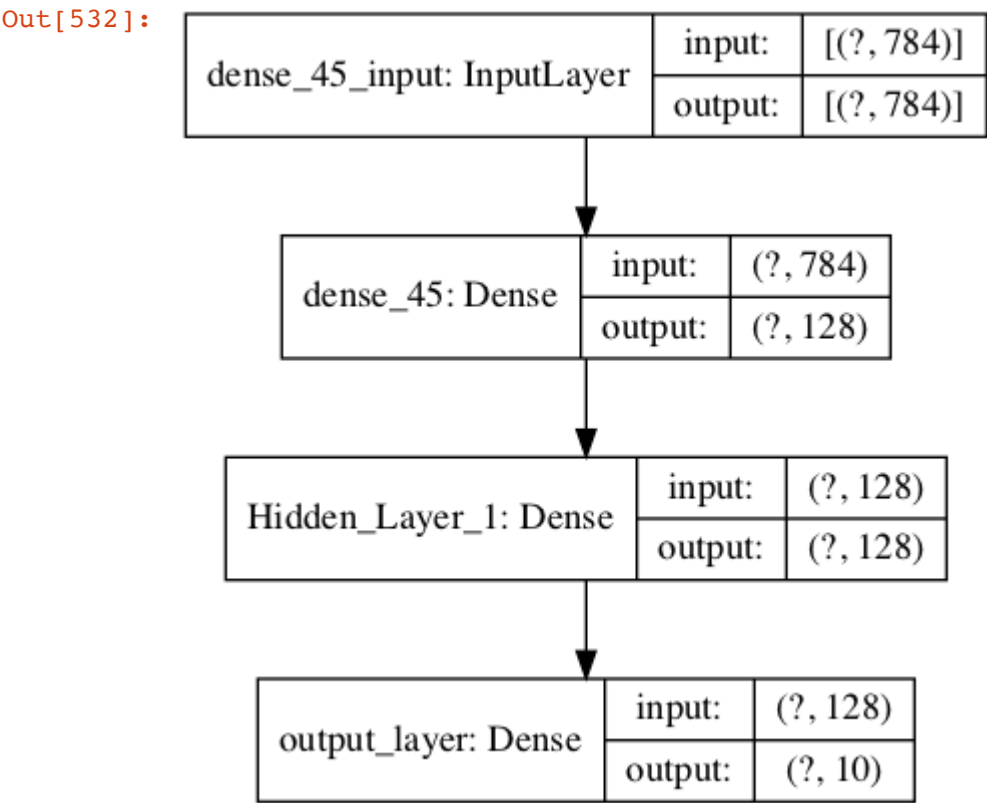 Out[532]:
dense_45_input: InputLayer
input: [(?, 784)]
output: [(?, 784)]
dense_45: Dense
input: (?, 784)
output: (?, 128)
Hidden_Layer_1: Dense
input: (?, 128)
output: (?, 128)
output_layer: Dense
input: (?, 128)
output: (?, 10)